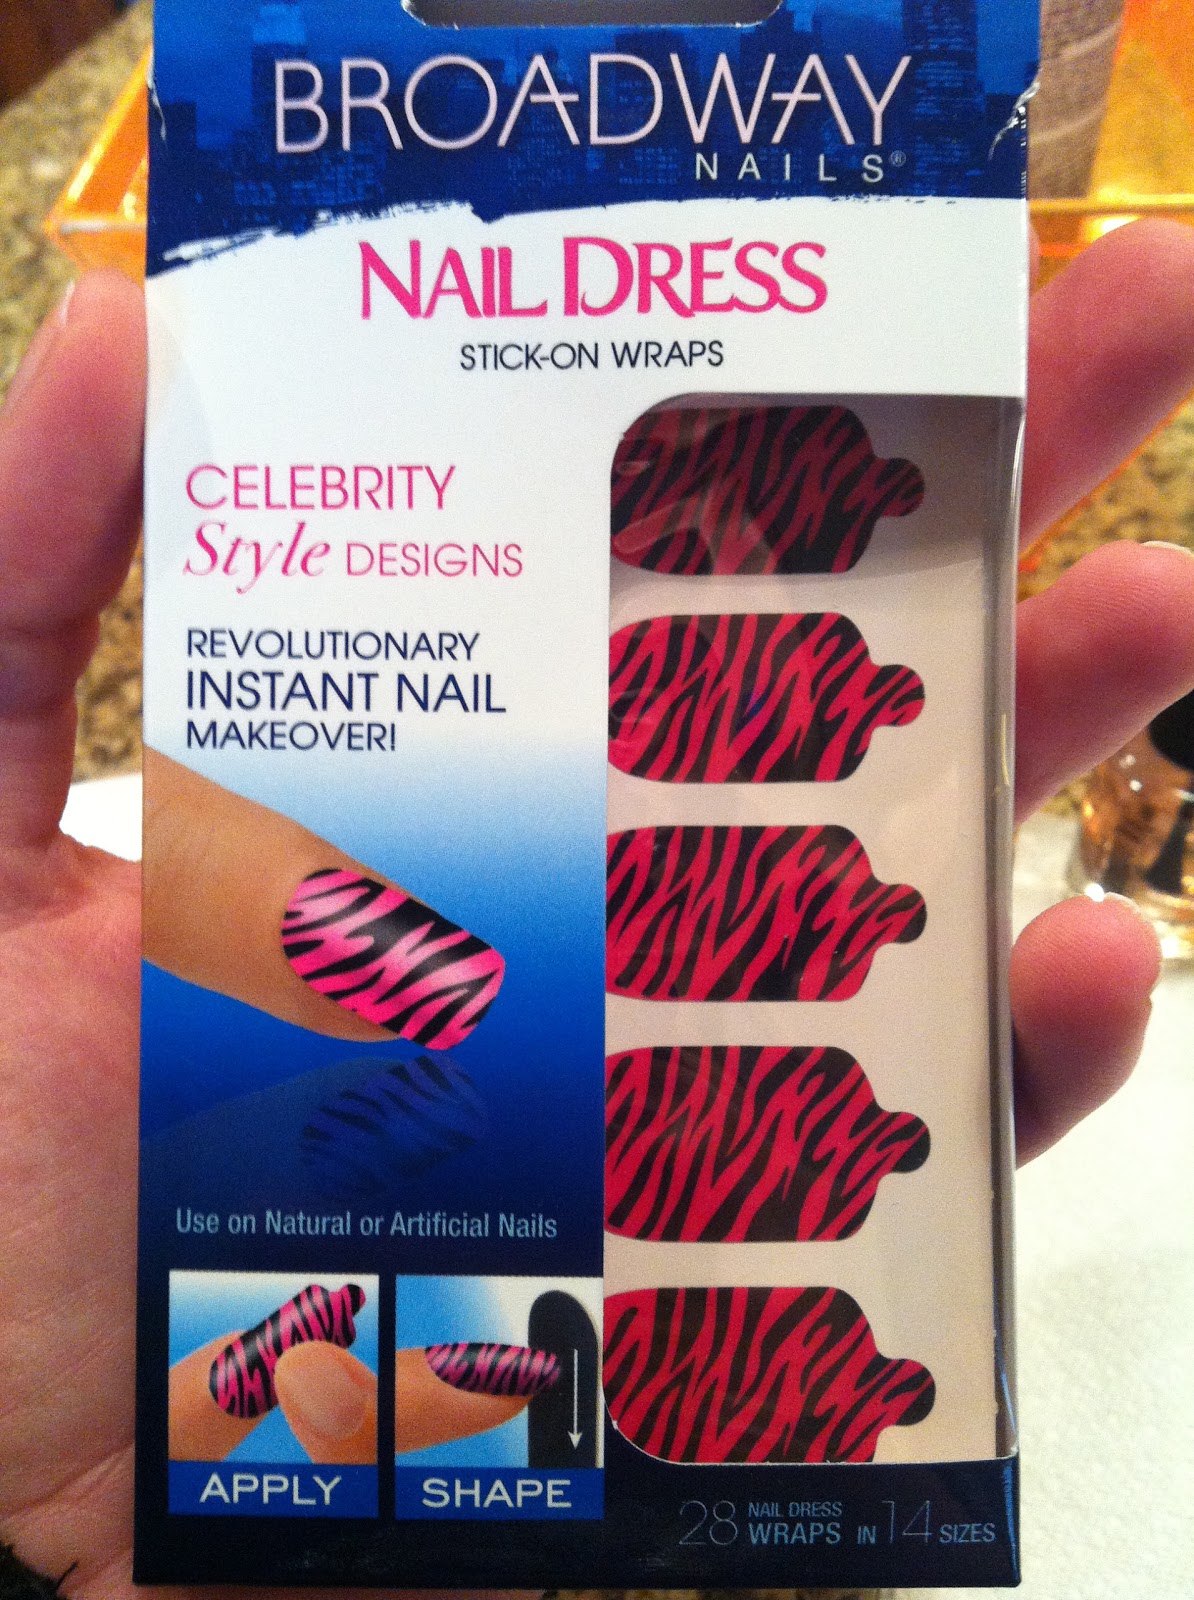 BROADWAY
NAILS®
NAIL DRESS
STICK-ON WRAPS
CELEBRITY
Style DESIGNS
REVOLUTIONARY
INSTANT NAIL
MAKEOVER!
Use on Natural or Artificial Nails
APPLY
SHAPE
28 NAIL DRESS WRAPS IN 14 SIZES